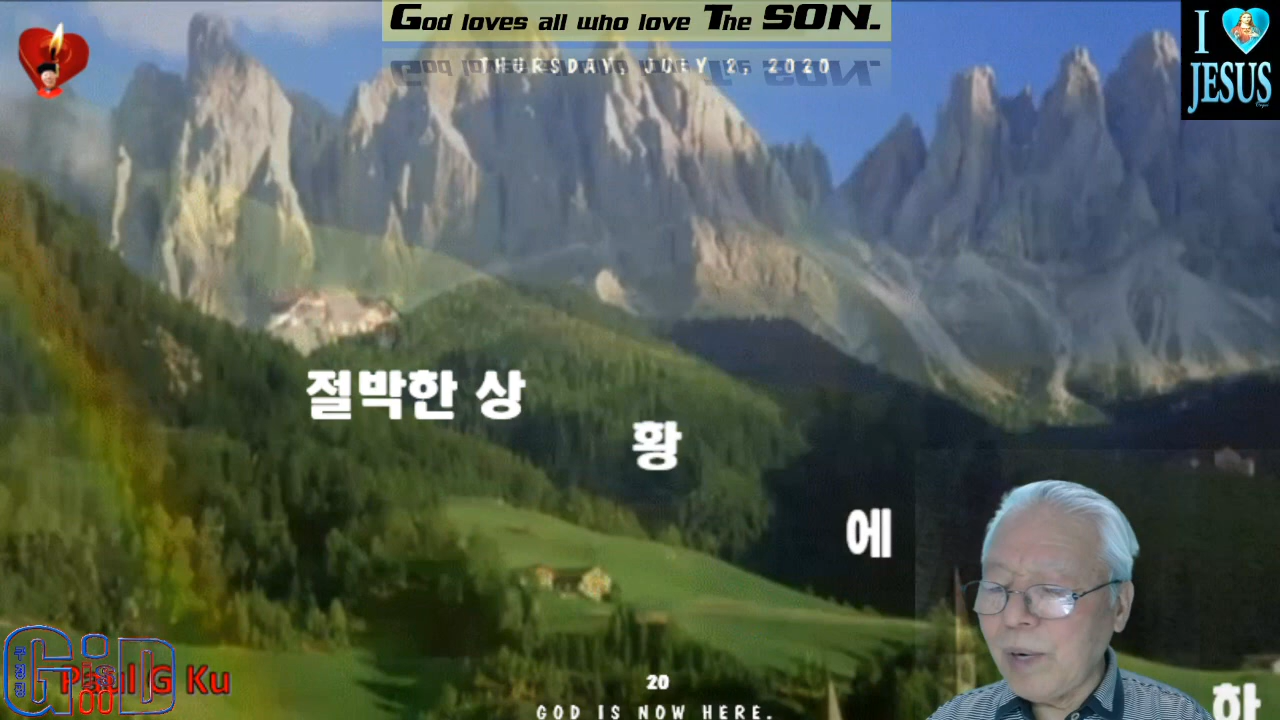 God loves all who love The SON.
THURSDAY, JULY 2, 2020
I
JESUS
절박한 상
황
에
하
Paul G Ku
20
GOD IS NOW HERE.